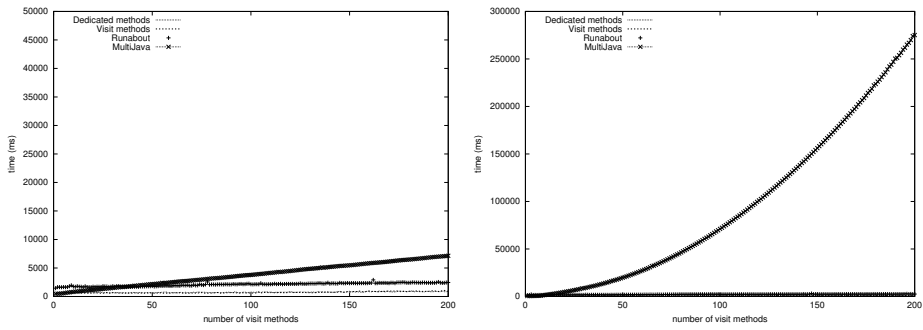 50000
45000
40000
35000
30000
25000
20000
15000
10000
5000
0
time (ms)
Dedicated methods
Visit methods
Runabout
MultiJava
0 50 100 150 200
number of visit methods
300000
250000
200000
150000
100000
50000
0
time (ms)
Dedicated methods
Visit methods
Runabout
MultiJava
0 50 100 150 200
number of visit methods